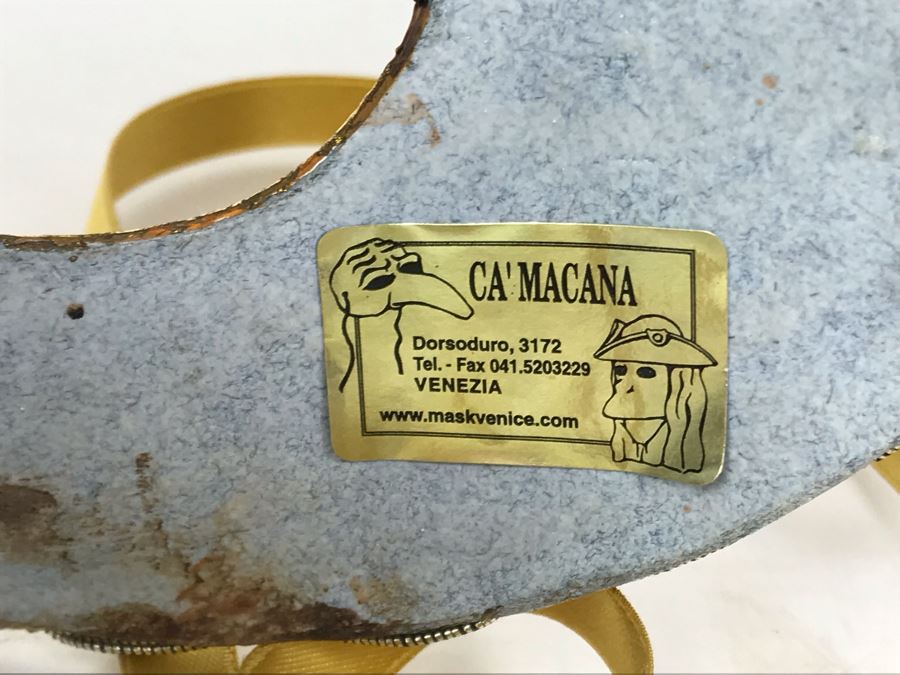 CA' MACANA
Dorsoduro, 3172
Tel. - Fax 041.5203229
VENEZIA
www.maskvenice.com